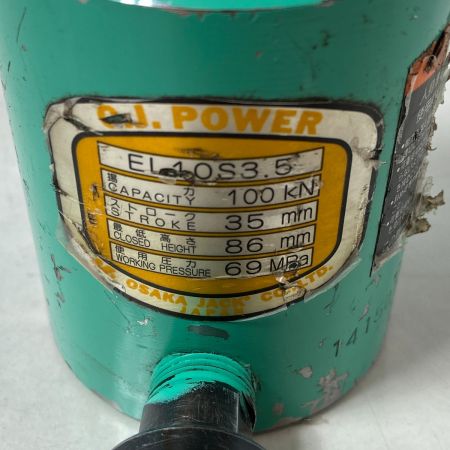 O.J. POWER
EL10S3.5
揚力
CAPACITY 100 kN
ストローク
STROKE 35 mm
最低高さ
CLOSED HEIGHT 86 mm
使用圧力
WORKING PRESSURE 69 MPa
OSAKA JACK CO., LTD.
JAPAN